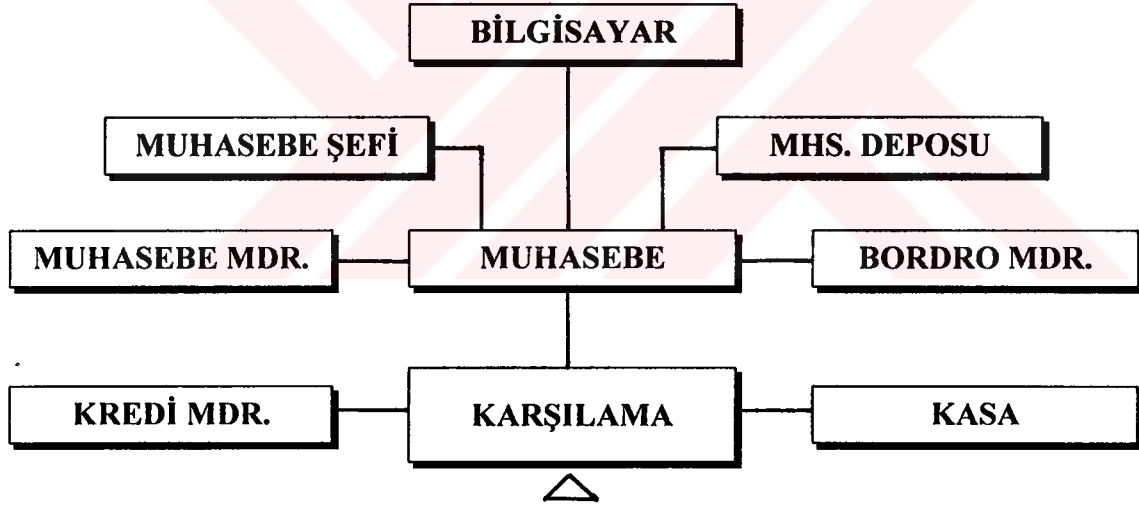 BİLGİSAYAR
MUHASEBE ŞEFİ
MHS. DEPOSU
MUHASEBE MDR.
MUHASEBE
BORDRO MDR.
KREDİ MDR.
KARŞILAMA
KASA